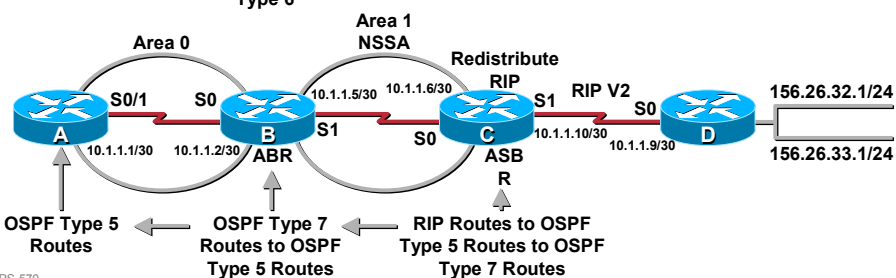 Type 6
Area 1
NSSA
Area 0
Redistribute
RIP
S0/1
S0
10.1.1.5/30
10.1.1.6/30
S1
RIP V2
S0
156.26.32.1/24
A
B
S1
S0
C
10.1.1.10/30
D
10.1.1.1/30
10.1.1.2/30
10.1.1.9/30
156.26.33.1/24
ABR
ASB
R
OSPF Type 5
Routes
OSPF Type 7
Routes to OSPF
Type 5 Routes
RIP Routes to OSPF
Type 5 Routes to OSPF
Type 7 Routes